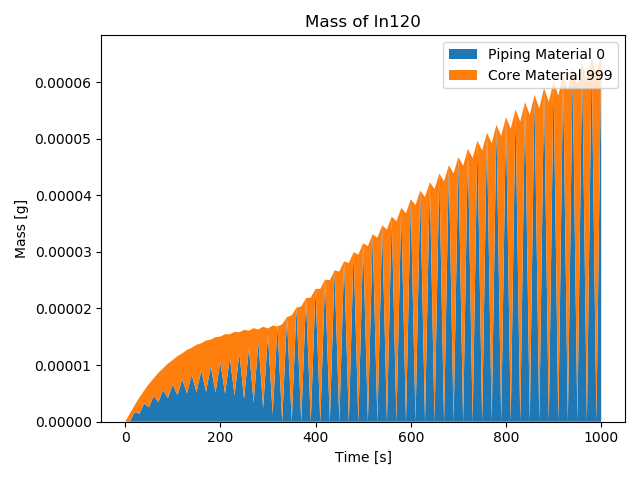 Mass of In120
Piping Material 0
Core Material 999
Mass [g]
0.00006
0.00005
0.00004
0.00003
0.00002
0.00001
0.00000
0
200
400
600
800
1000
Time [s]